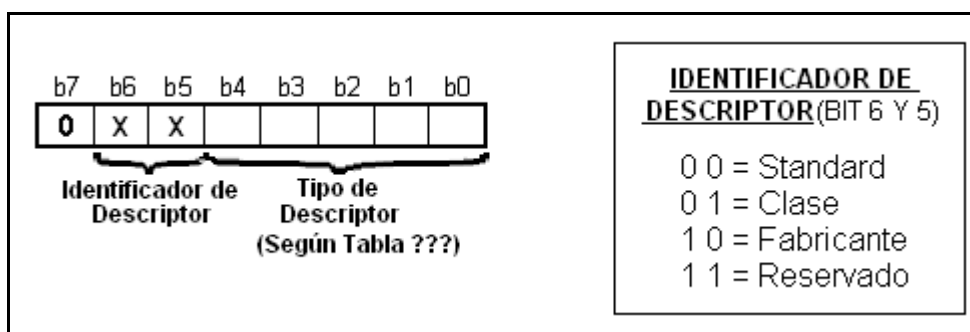 b7 b6 b5 b4 b3 b2 b1 b0
0 X X
Identificador de
Descriptor
Tipo de
Descriptor
(Según Tabla ???)
IDENTIFICADOR DE
DESCRIPTOR(BIT 6 Y 5)
0 0 = Standard
0 1 = Clase
1 0 = Fabricante
1 1 = Reservado